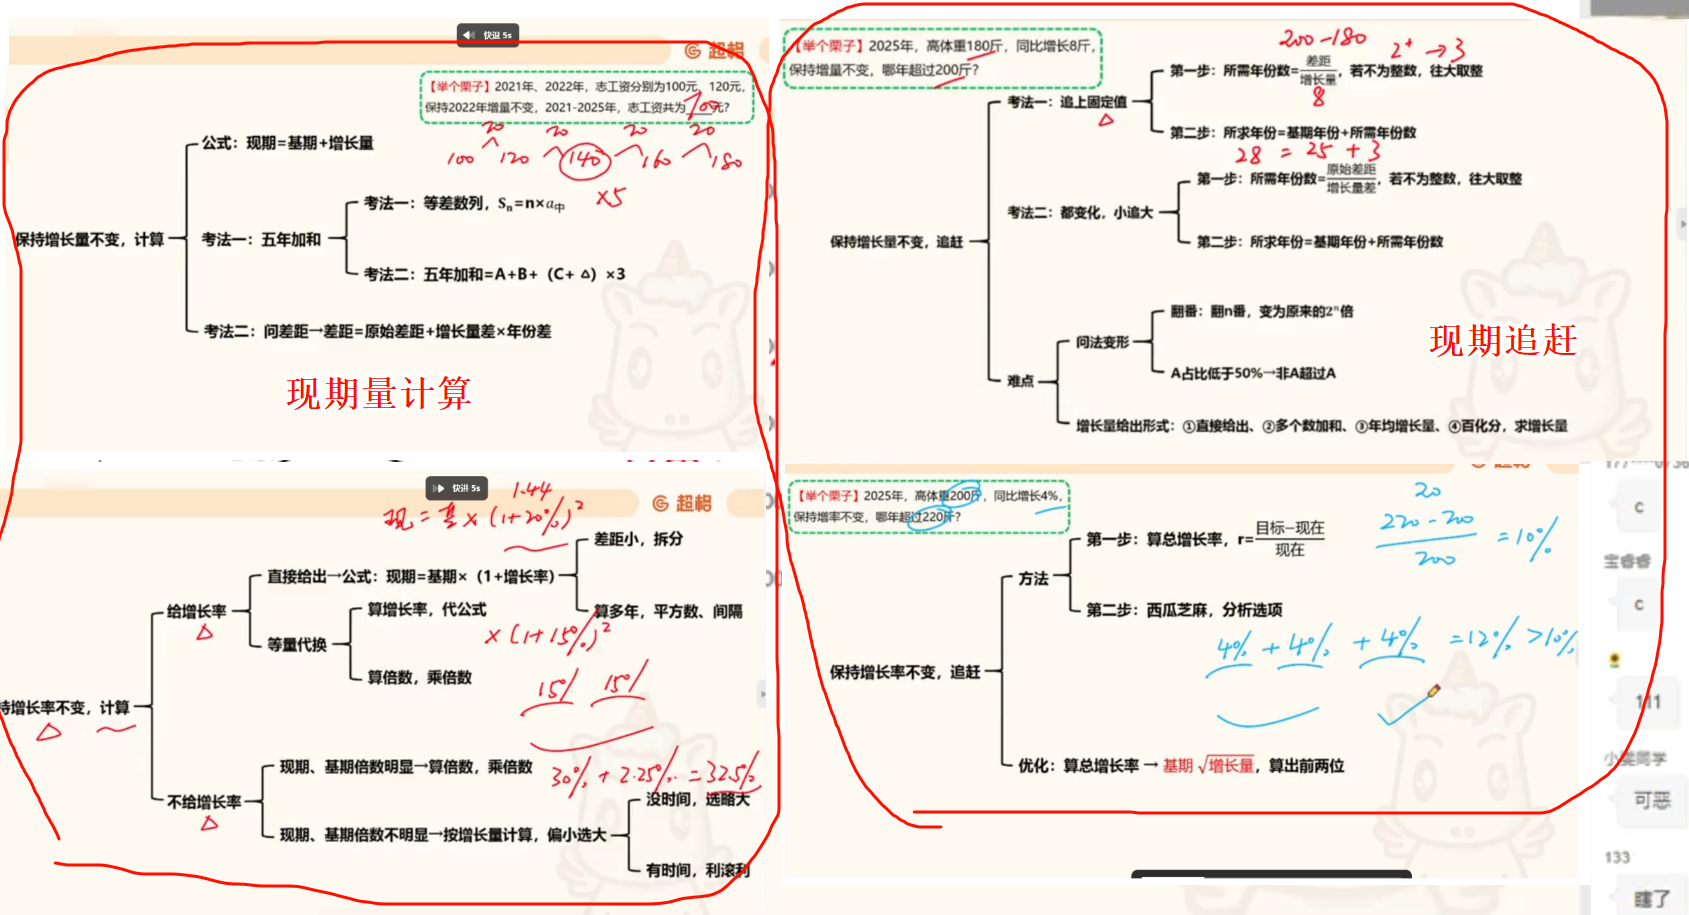 快进 5s
超格
【举个栗子】2021年、2022年,志工资分别为100元、120元,
保持2022年增量不变,2021-2025年,志工资共为700元?
20 20 20 20
100 120 140 160 180
×5
公式:现期=基期+增长量
考法一:等差数列,Sn=n×a中
保持增长量不变,计算
考法一:五年加和
考法二:五年加和=A+B+(C+△)×3
考法二:问差距→差距=原始差距+增长量差×年份差
现期量计算
【举个栗子】2025年,高体重180斤,同比增长8斤,
保持增量不变,哪年超过200斤?
200-180
2+ →3
第一步:所需年份数=差距/增长量,若不为整数,往大取整
8
考法一:追上固定值
△
第二步:所求年份=基期年份+所需年份数
28 = 25 + 3
第一步:所需年份数=原始差距/增长量差,若不为整数,往大取整
考法二:都变化,小追大
保持增长量不变,追赶
第二步:所求年份=基期年份+所需年份数
翻番:翻n番,变为原来的2ⁿ倍
问法变形
A占比低于50%→非A超过A
难点
增长量给出形式:①直接给出、②多个数加和、③年均增长量、④百化分,求增长量
现期追赶
快进 5s
超格
1.44
现=基×(1+20%)²
差距小,拆分
直接给出→公式:现期=基期×(1+增长率)
算多年,平方数、间隔
给增长率
△
算增长率,代公式
×(1+15%)²
等量代换
算倍数,乘倍数
15% 15%
持增长率不变,计算
△
现期、基期倍数明显→算倍数,乘倍数
30%+2.25%=32.5%
不给增长率
△
没时间,选略大
现期、基期倍数不明显→按增长量计算,偏小选大
有时间,利滚利
【举个栗子】2025年,高体重200斤,同比增长4%,
保持增率不变,哪年超过220斤?
20
220-20/200 =10%
第一步:算总增长率,r=目标-现在/现在
方法
第二步:西瓜芝麻,分析选项
4%+4%+4% =12%>10%
保持增长率不变,追赶
优化:算总增长率→基期√增长量,算出前两位
c
宝睿睿
c
111
小雯同学
可恶
133
瞎了